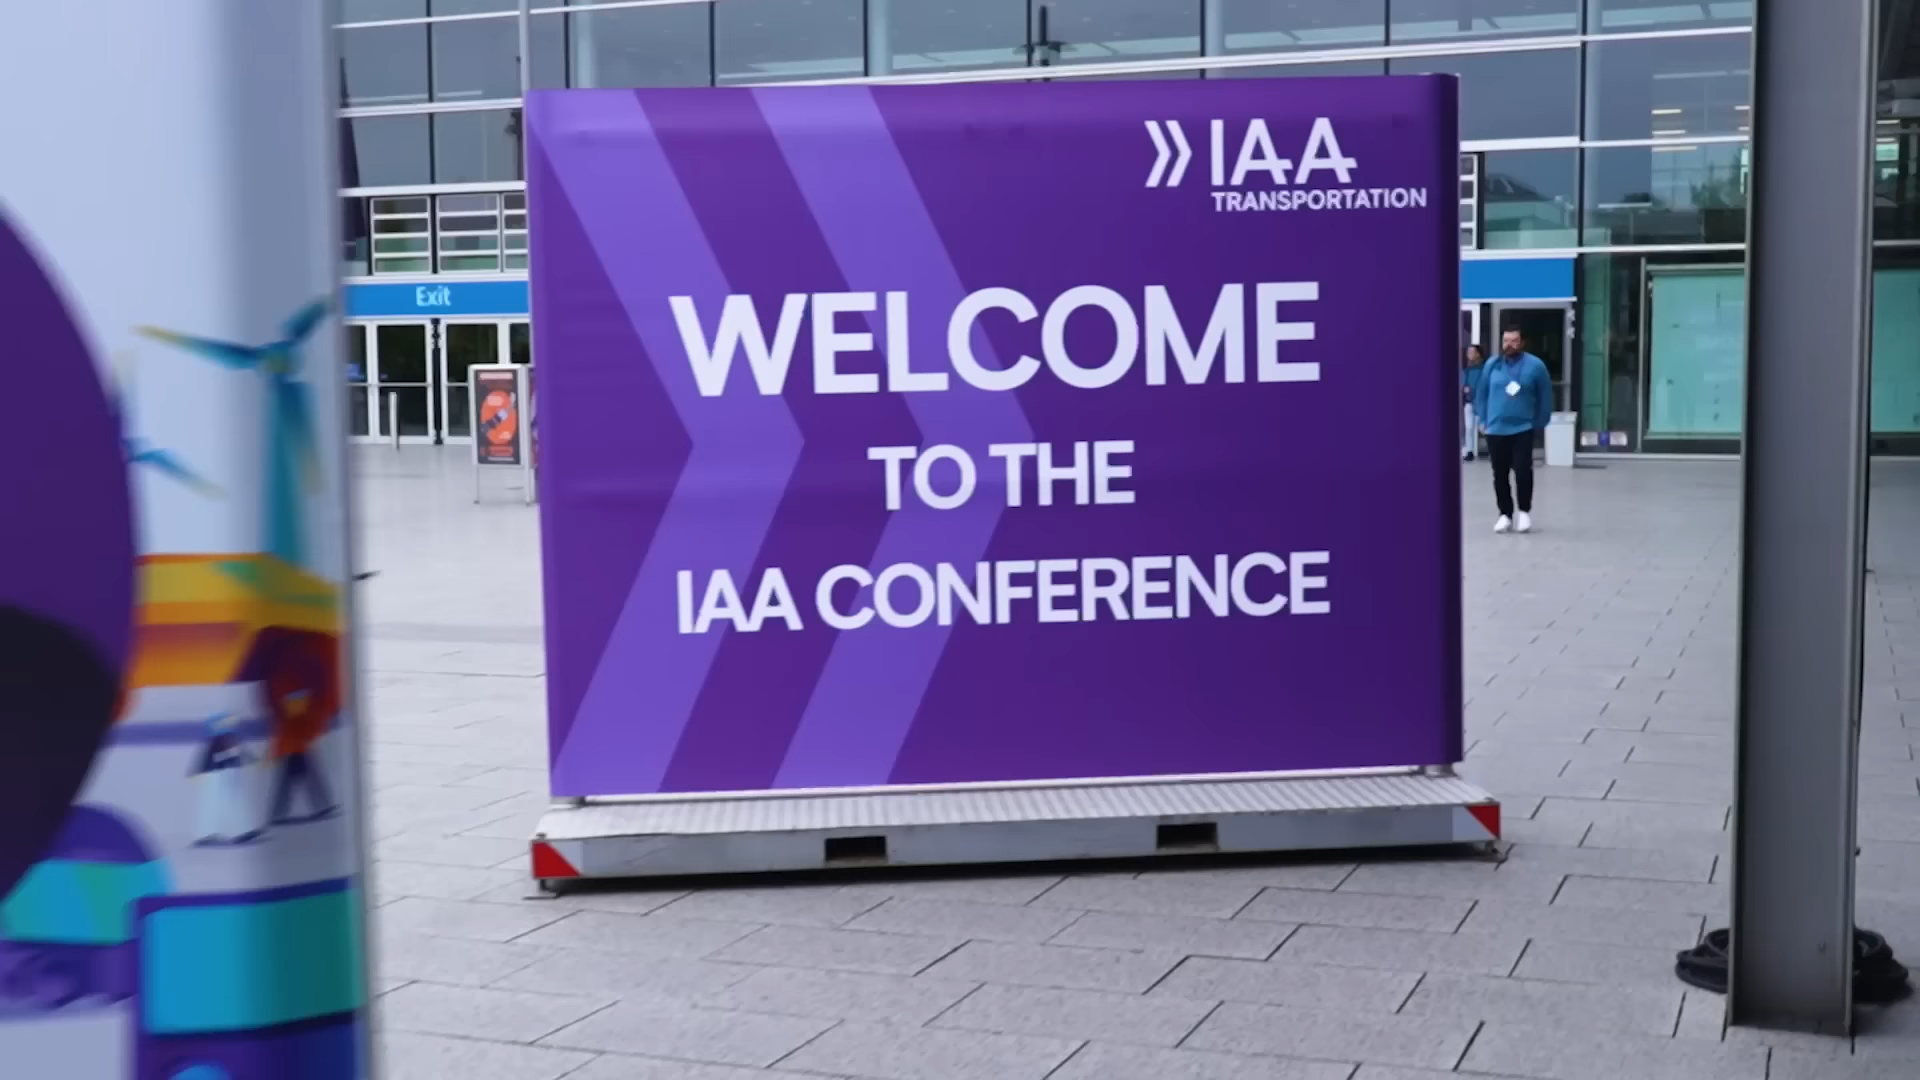 IAA
TRANSPORTATION
WELCOME
TO THE
IAA CONFERENCE
Exit